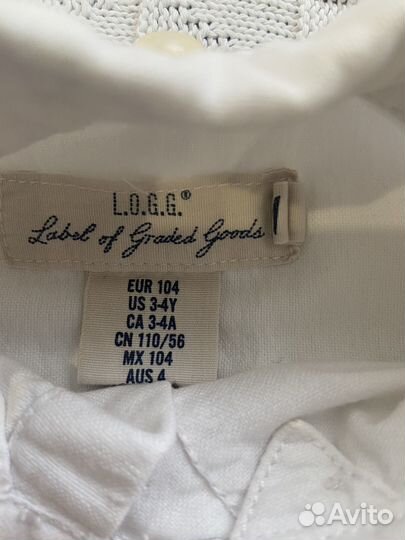 L.O.G.G.®
Label of Graded Goods
EUR 104
US 3-4Y
CA 3-4A
CN 110/56
MX 104
AUS 4
Avito